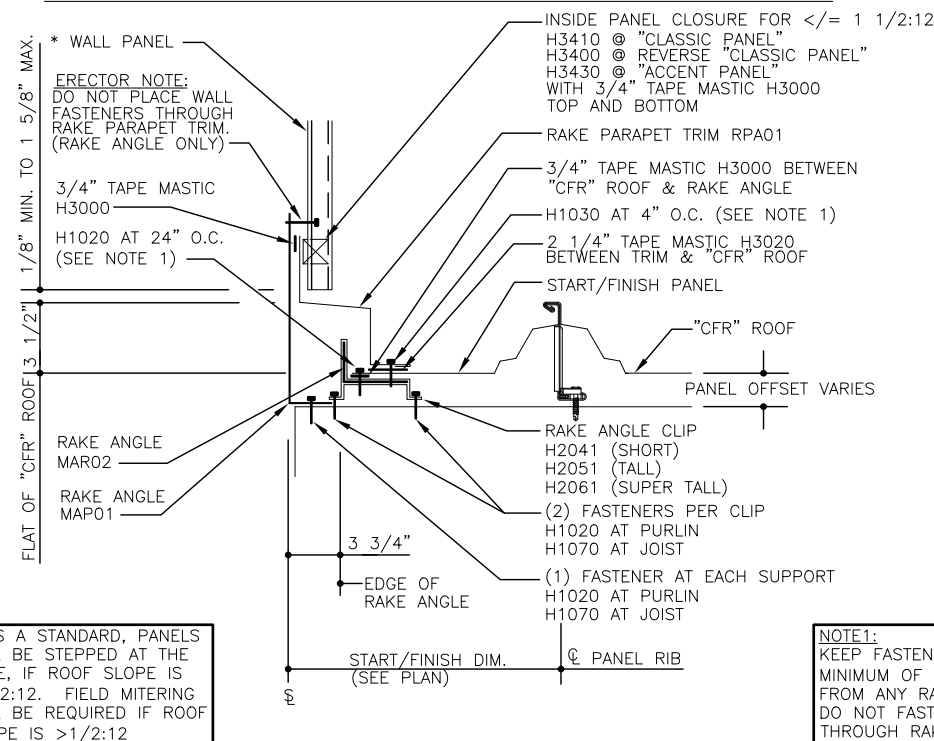 INSIDE PANEL CLOSURE FOR </= 1 1/2:12
H3410 @ "CLASSIC PANEL"
H3400 @ REVERSE "CLASSIC PANEL"
H3430 @ "ACCENT PANEL"
WITH 3/4" TAPE MASTIC H3000
TOP AND BOTTOM
* WALL PANEL
ERECTOR NOTE:
DO NOT PLACE WALL
FASTENERS THROUGH
RAKE PARAPET TRIM.
(RAKE ANGLE ONLY)
3/4" TAPE MASTIC
H3000
H1020 AT 24" O.C.
(SEE NOTE 1)
1/8" MIN. TO 1 5/8" MAX.
3 1/2"
FLAT OF "CFR" ROOF
RAKE PARAPET TRIM RPA01
3/4" TAPE MASTIC H3000 BETWEEN
"CFR" ROOF & RAKE ANGLE
H1030 AT 4" O.C. (SEE NOTE 1)
2 1/4" TAPE MASTIC H3020
BETWEEN TRIM & "CFR" ROOF
START/FINISH PANEL
"CFR" ROOF
PANEL OFFSET VARIES
RAKE ANGLE
MAR02
RAKE ANGLE
MAP01
RAKE ANGLE CLIP
H2041 (SHORT)
H2051 (TALL)
H2061 (SUPER TALL)
(2) FASTENERS PER CLIP
H1020 AT PURLIN
H1070 AT JOIST
3 3/4"
EDGE OF
RAKE ANGLE
(1) FASTENER AT EACH SUPPORT
H1020 AT PURLIN
H1070 AT JOIST
START/FINISH DIM.
(SEE PLAN)
℄ PANEL RIB
S A STANDARD, PANELS
BE STEPPED AT THE
, IF ROOF SLOPE IS
2:12. FIELD MITERING
BE REQUIRED IF ROOF
PE IS >1/2:12
NOTE1:
KEEP FASTEN
MINIMUM OF
FROM ANY RA
DO NOT FAST
THROUGH RAK